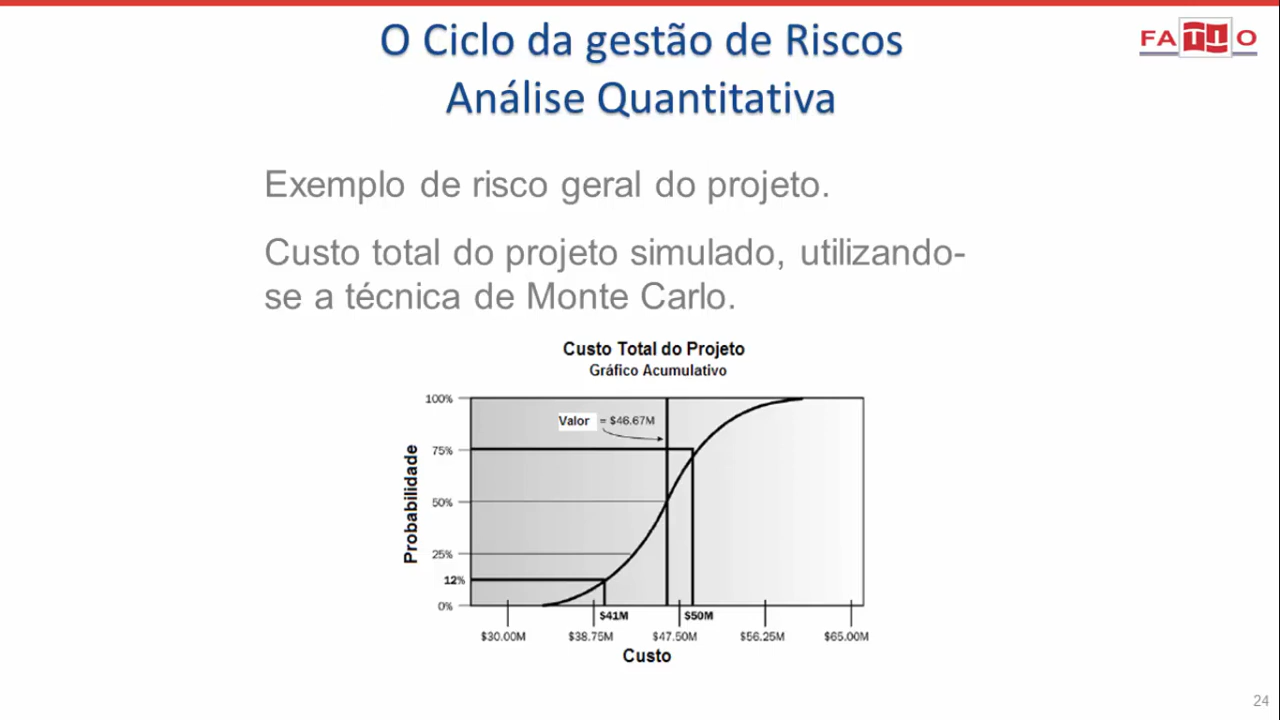 O Ciclo da gestão de Riscos
Análise Quantitativa
FATTO
Exemplo de risco geral do projeto.
Custo total do projeto simulado, utilizando-
se a técnica de Monte Carlo.
Custo Total do Projeto
Gráfico Acumulativo
100%
Valor = $46.67M
75%
50%
25%
12%
0%
Probabilidade
$41M $50M
$30.00M $38.75M $47.50M $56.25M $65.00M
Custo
24